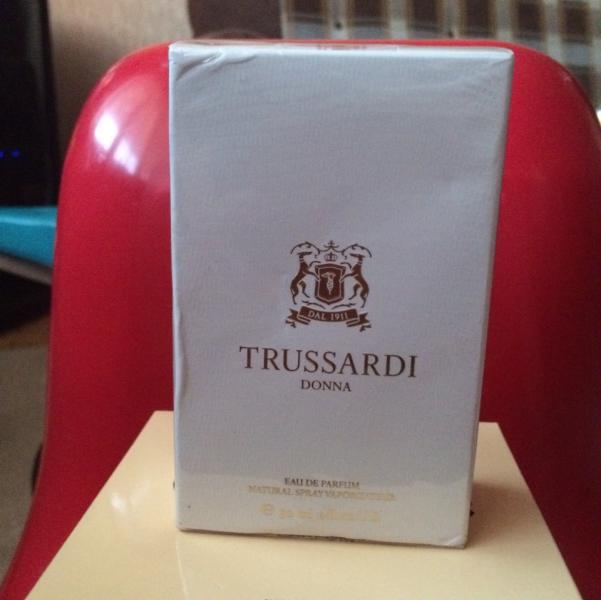 DAL 1911
TRUSSARDI
DONNA
EAU DE PARFUM
NATURAL SPRAY VAPORISATEUR